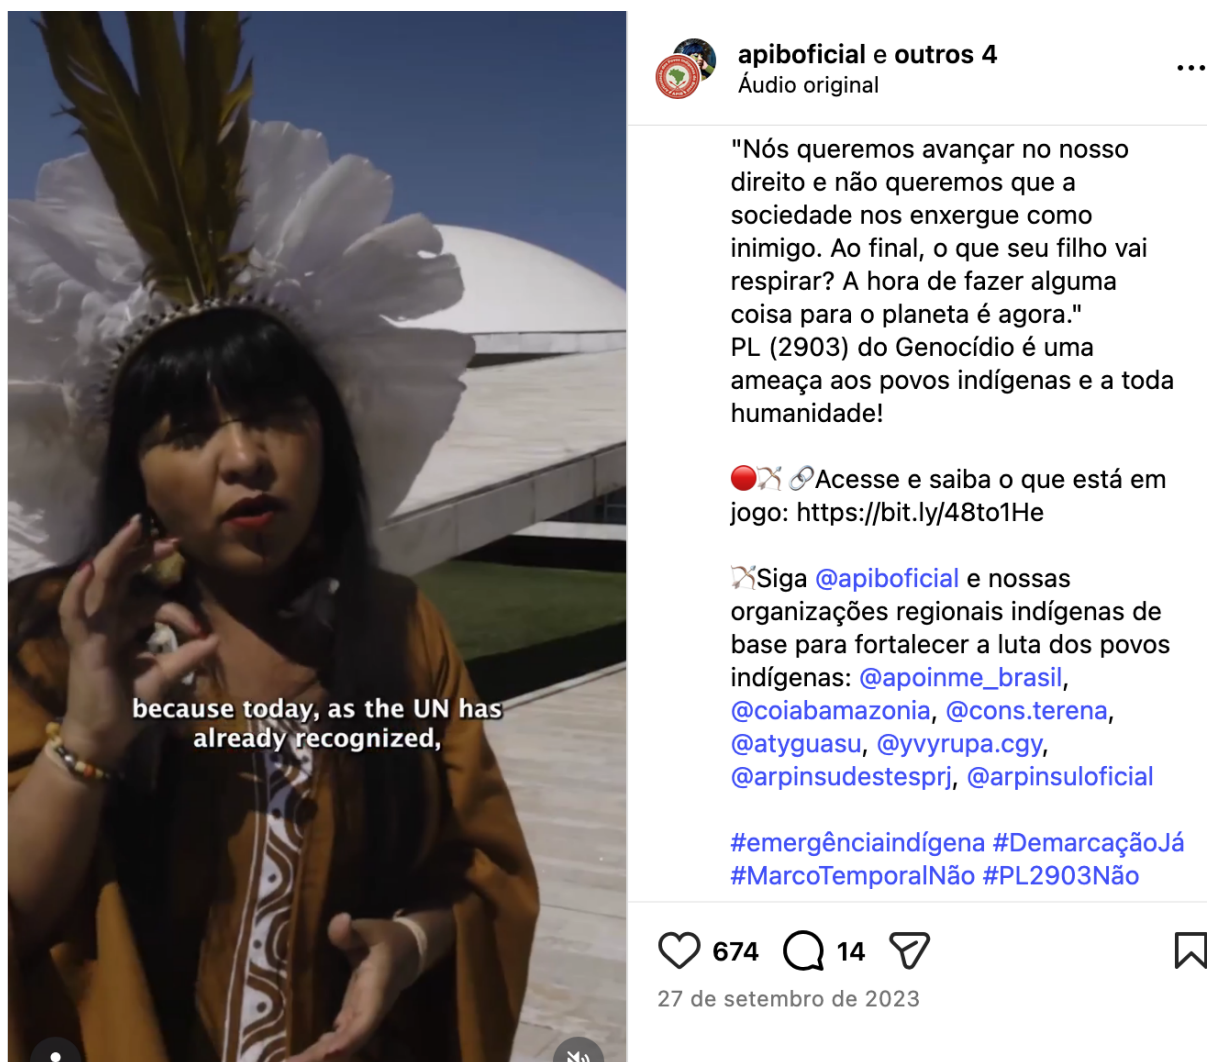 because today, as the UN has
already recognized,
apiboficial e outros 4
Áudio original
"Nós queremos avançar no nosso
direito e não queremos que a
sociedade nos enxergue como
inimigo. Ao final, o que seu filho vai
respirar? A hora de fazer alguma
coisa para o planeta é agora."
PL (2903) do Genocídio é uma
ameaça aos povos indígenas e a toda
humanidade!
🔴🏹 🔗Acesse e saiba o que está em
jogo: https://bit.ly/48to1He
🏹Siga @apiboficial e nossas
organizações regionais indígenas de
base para fortalecer a luta dos povos
indígenas: @apoinme_brasil,
@coiabamazonia, @cons.terena,
@atyguasu, @yvyrupa.cgy,
@arpinsudestesprj, @arpinsuloficial
#emergênciaindígena #DemarcaçãoJá
#MarcoTemporalNão #PL2903Não
674 14
27 de setembro de 2023